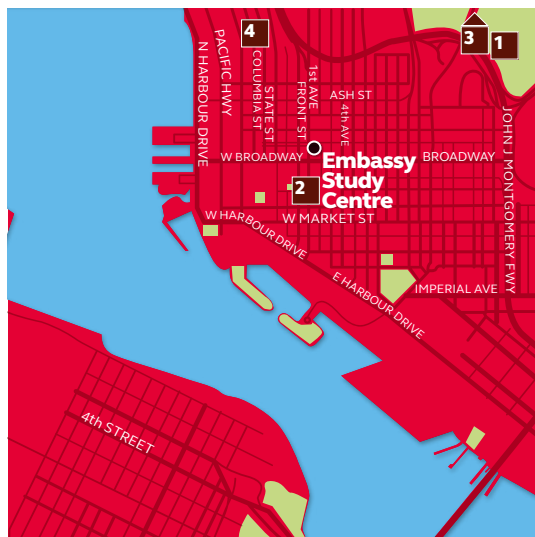 4
3
1
N HARBOUR DRIVE
PACIFIC HWY
COLUMBIA ST
STATE ST
FRONT ST
1st AVE
4th AVE
ASH ST
JOHN J MONTGOMERY FWY
W BROADWAY
BROADWAY
Embassy
Study
Centre
2
W HARBOUR DRIVE
W MARKET ST
E HARBOUR DRIVE
IMPERIAL AVE
4th STREET